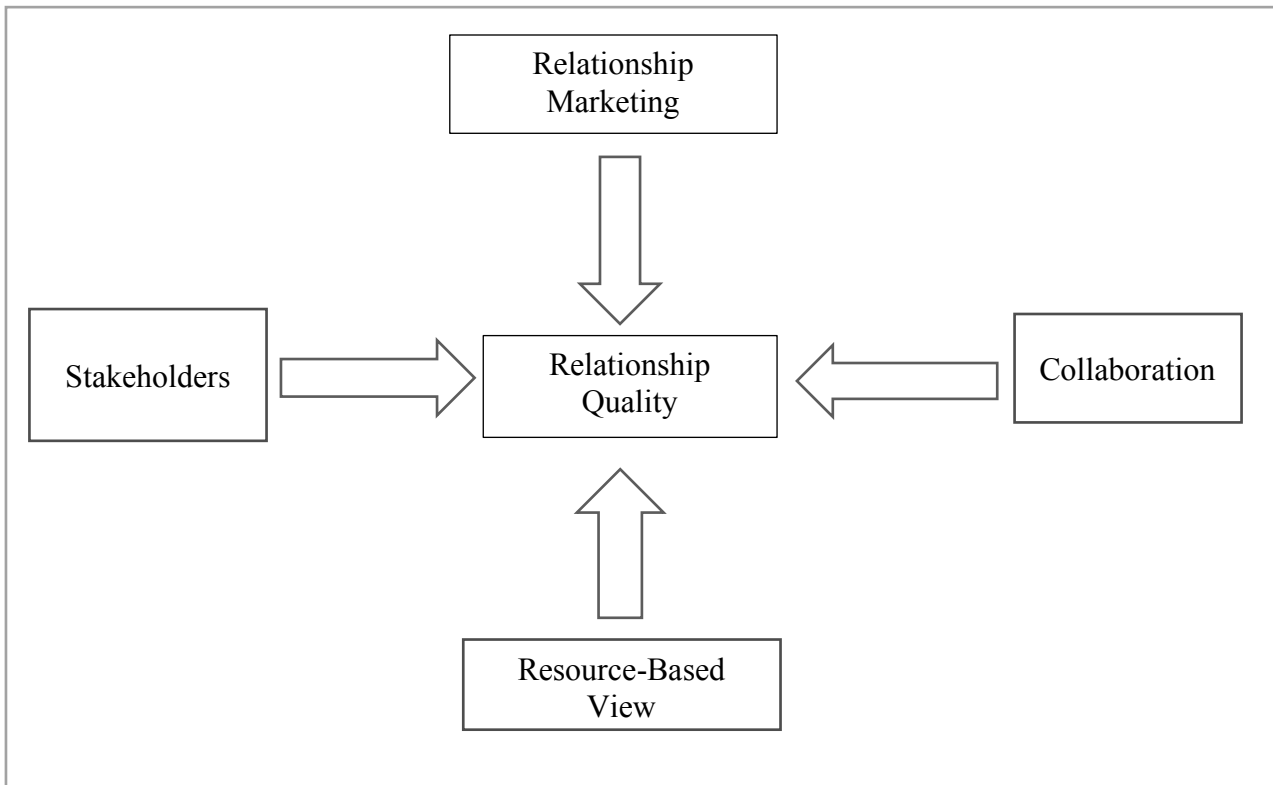 Relationship
Marketing
Stakeholders
Relationship
Quality
Collaboration
Resource-Based
View